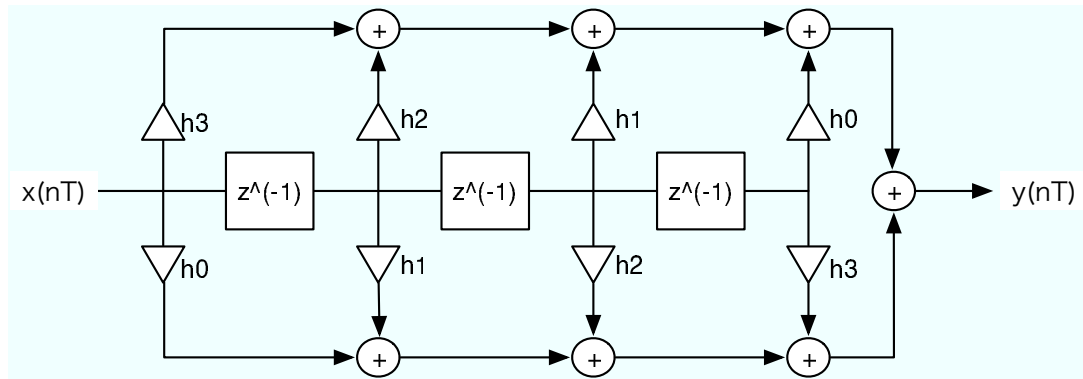 + + +
h3 h2 h1 h0
x(nT) z^(-1) z^(-1) z^(-1) + y(nT)
h0 h1 h2 h3
+ + +